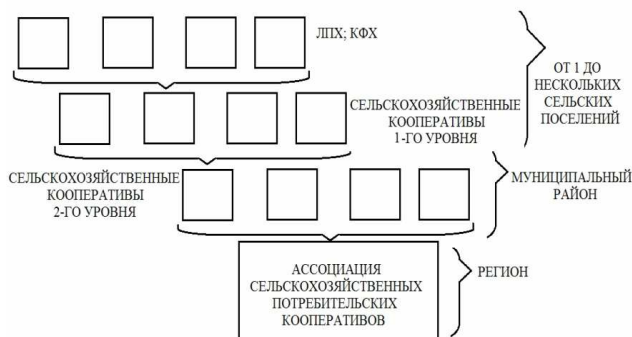 ЛПХ; КФХ
ОТ 1 ДО
НЕСКОЛЬКИХ
СЕЛЬСКИХ
ПОСЕЛЕНИЙ
СЕЛЬСКОХОЗЯЙСТВЕННЫЕ
КООПЕРАТИВЫ
1-ГО УРОВНЯ
СЕЛЬСКОХОЗЯЙСТВЕННЫЕ
КООПЕРАТИВЫ
2-ГО УРОВНЯ
МУНИЦИПАЛЬНЫЙ
РАЙОН
АССОЦИАЦИЯ
СЕЛЬСКОХОЗЯЙСТВЕННЫХ
ПОТРЕБИТЕЛЬСКИХ
КООПЕРАТИВОВ
РЕГИОН